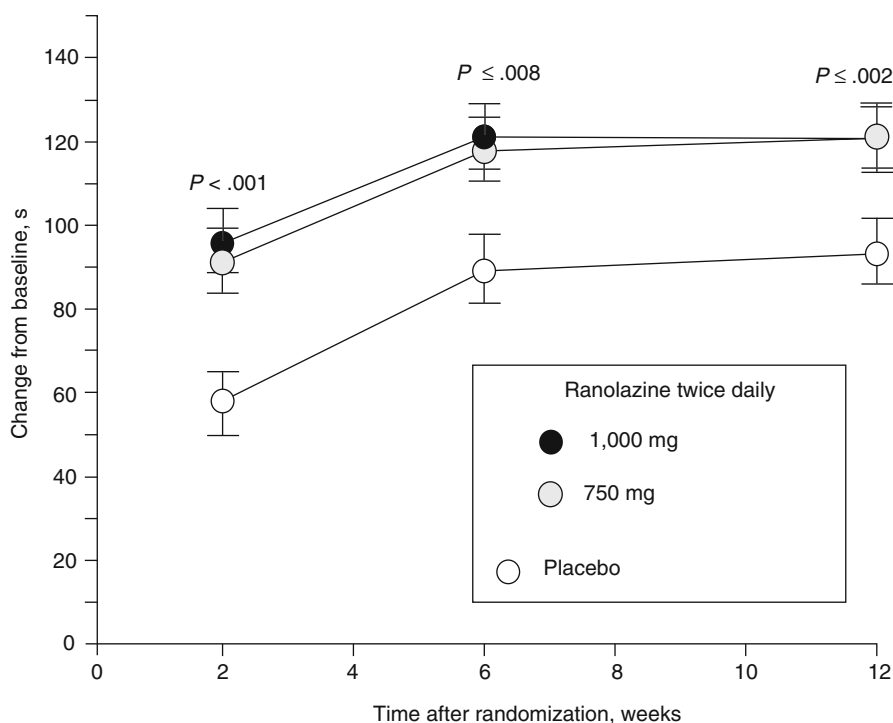 140
120
100
80
60
40
20
0
Change from baseline, s
P < .001
P ≤ .008
P ≤ .002
Ranolazine twice daily
1,000 mg
750 mg
Placebo
0 2 4 6 8 10 12
Time after randomization, weeks